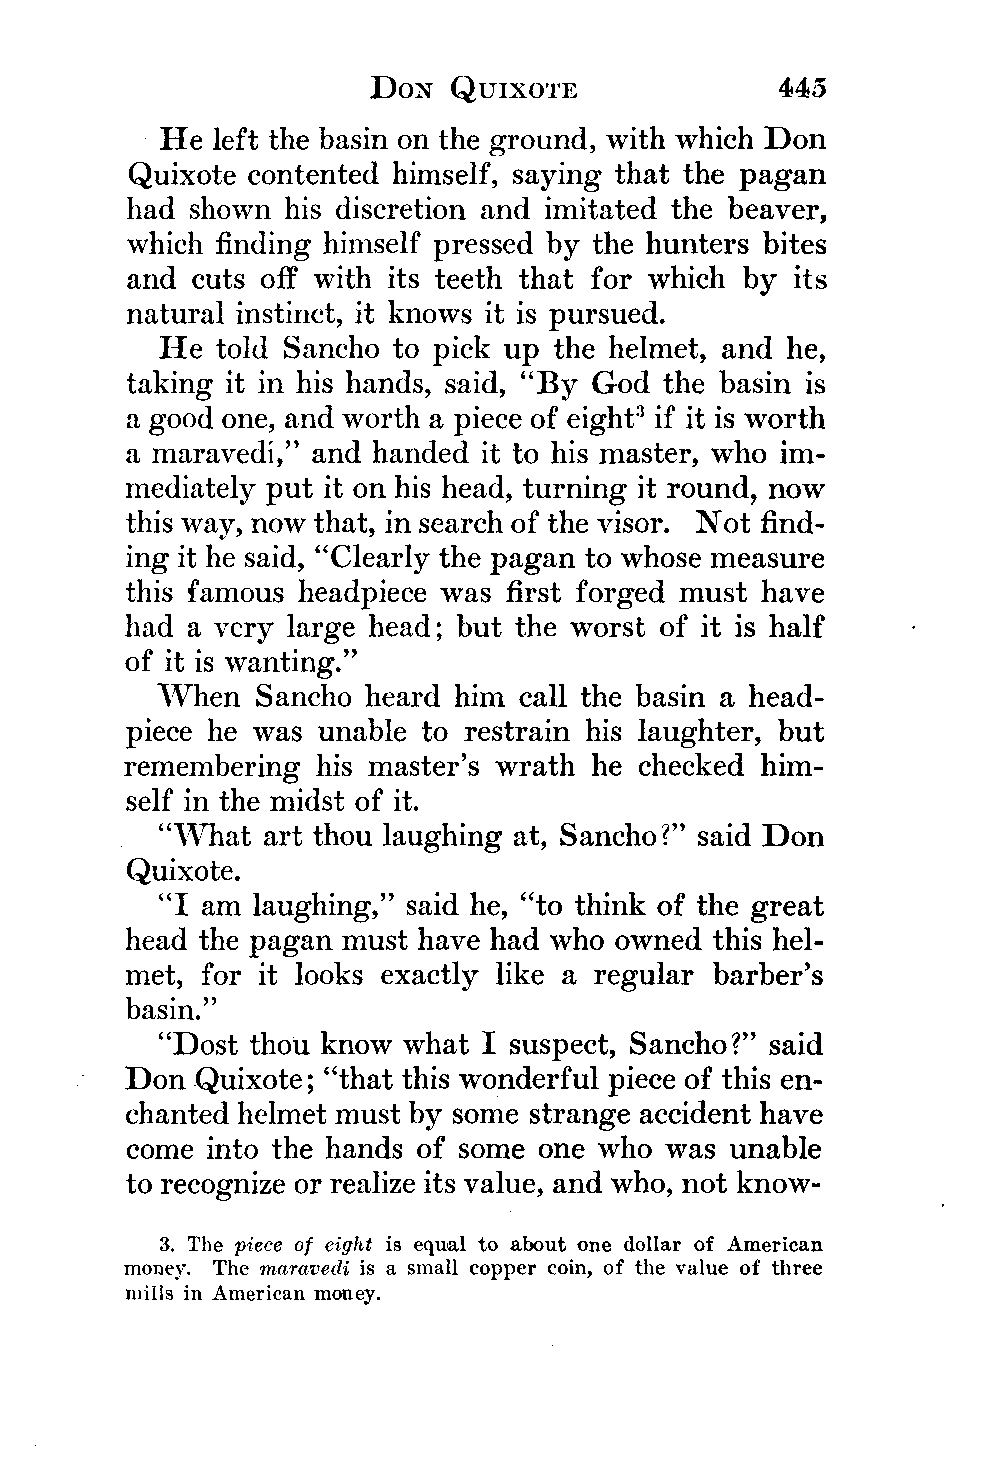 DON QUIXOTE 445
He left the basin on the ground, with which Don
Quixote contented himself, saying that the pagan
had shown his discretion and imitated the beaver,
which finding himself pressed by the hunters bites
and cuts off with its teeth that for which by its
natural instinct, it knows it is pursued.
He told Sancho to pick up the helmet, and he,
taking it in his hands, said, “By God the basin is
a good one, and worth a piece of eight³ if it is worth
a maravedi,” and handed it to his master, who im-
mediately put it on his head, turning it round, now
this way, now that, in search of the visor. Not find-
ing it he said, “Clearly the pagan to whose measure
this famous headpiece was first forged must have
had a very large head; but the worst of it is half
of it is wanting.”
When Sancho heard him call the basin a head-
piece he was unable to restrain his laughter, but
remembering his master’s wrath he checked him-
self in the midst of it.
“What art thou laughing at, Sancho?” said Don
Quixote.
“I am laughing,” said he, “to think of the great
head the pagan must have had who owned this hel-
met, for it looks exactly like a regular barber’s
basin.”
“Dost thou know what I suspect, Sancho?” said
Don Quixote; “that this wonderful piece of this en-
chanted helmet must by some strange accident have
come into the hands of some one who was unable
to recognize or realize its value, and who, not know-
3. The piece of eight is equal to about one dollar of American
money. The maravedi is a small copper coin, of the value of three
mills in American money.